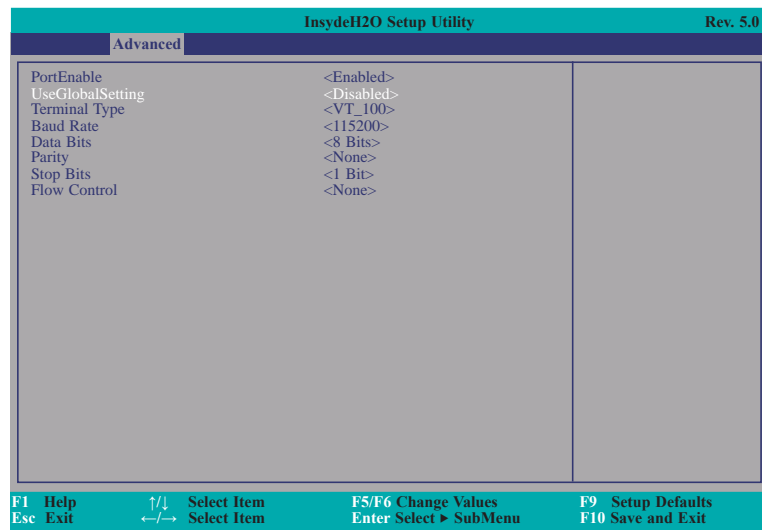 InsydeH2O Setup Utility Rev. 5.0
Advanced
PortEnable <Enabled>
UseGlobalSetting <Disabled>
Terminal Type <VT_100>
Baud Rate <115200>
Data Bits <8 Bits>
Parity <None>
Stop Bits <1 Bit>
Flow Control <None>
F1 Help ↑/↓ Select Item F5/F6 Change Values F9 Setup Defaults
Esc Exit ←/→ Select Item Enter Select ▶ SubMenu F10 Save and Exit